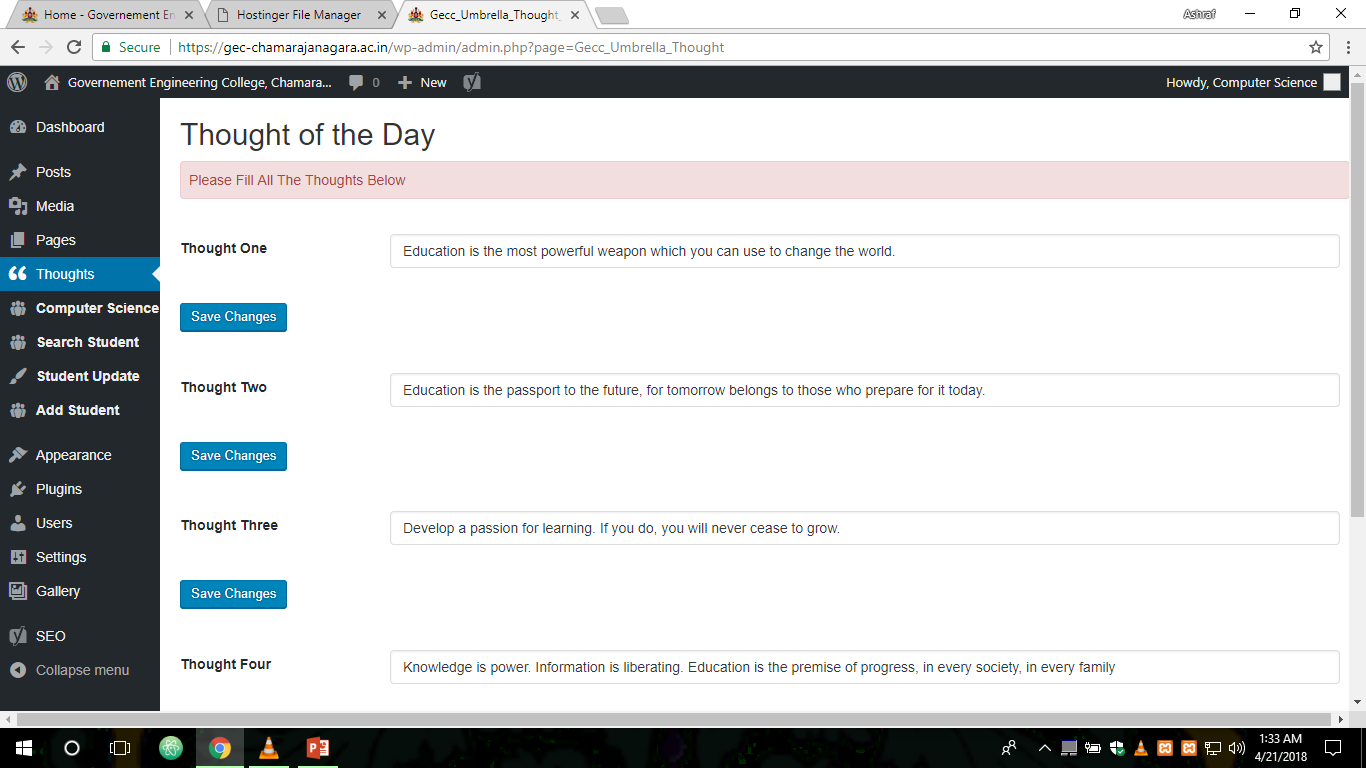 Home - Governement En
Hostinger File Manager
Gecc_Umbrella_Thought_
Ashraf
Secure
https://gec-chamarajanagara.ac.in/wp-admin/admin.php?page=Gecc_Umbrella_Thought
Governement Engineering College, Chamara...
0
New
Howdy, Computer Science
Dashboard
Posts
Media
Pages
Thoughts
Computer Science
Search Student
Student Update
Add Student
Appearance
Plugins
Users
Settings
Gallery
SEO
Collapse menu
Thought of the Day
Please Fill All The Thoughts Below
Thought One
Education is the most powerful weapon which you can use to change the world.
Save Changes
Thought Two
Education is the passport to the future, for tomorrow belongs to those who prepare for it today.
Save Changes
Thought Three
Develop a passion for learning. If you do, you will never cease to grow.
Save Changes
Thought Four
Knowledge is power. Information is liberating. Education is the premise of progress, in every society, in every family
1:33 AM
4/21/2018